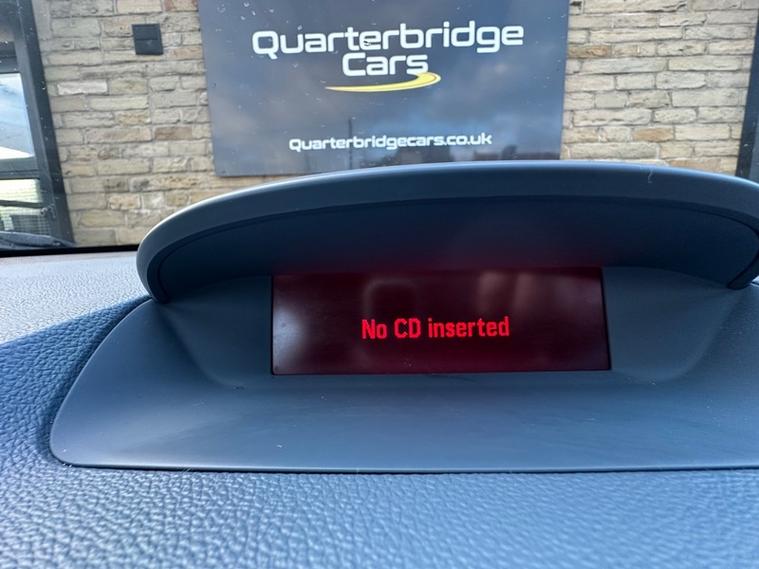 Quarterbridge
Cars
Quarterbridgecars.co.uk
No CD inserted